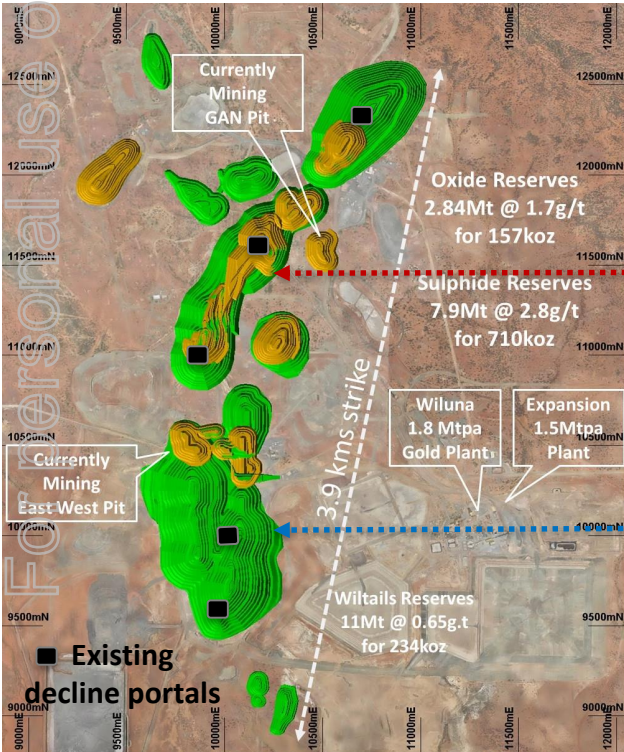 9000mE
9500mE
10000mE
10500mE
11000mE
11500mE
12000mE
12500mN
12500mN
Currently
Mining
GAN Pit
12000mN
12000mN
Oxide Reserves
2.84Mt @ 1.7g/t
for 157koz
11500mN
11500mN
Sulphide Reserves
7.9Mt @ 2.8g/t
for 710koz
11000mN
11000mN
3.9 kms strike
Wiluna
1.8 Mtpa
Gold Plant
Expansion
1.5Mtpa
Plant
10500mN
10500mN
Currently
Mining
East West Pit
10000mN
10000mN
Wiltails Reserves
11Mt @ 0.65g.t
for 234koz
9500mN
9500mN
Existing
decline portals
9000mN
9000mN
9000mE
9500mE
10000mE
10500mE
11000mE
11500mE
12000m
For personal use o